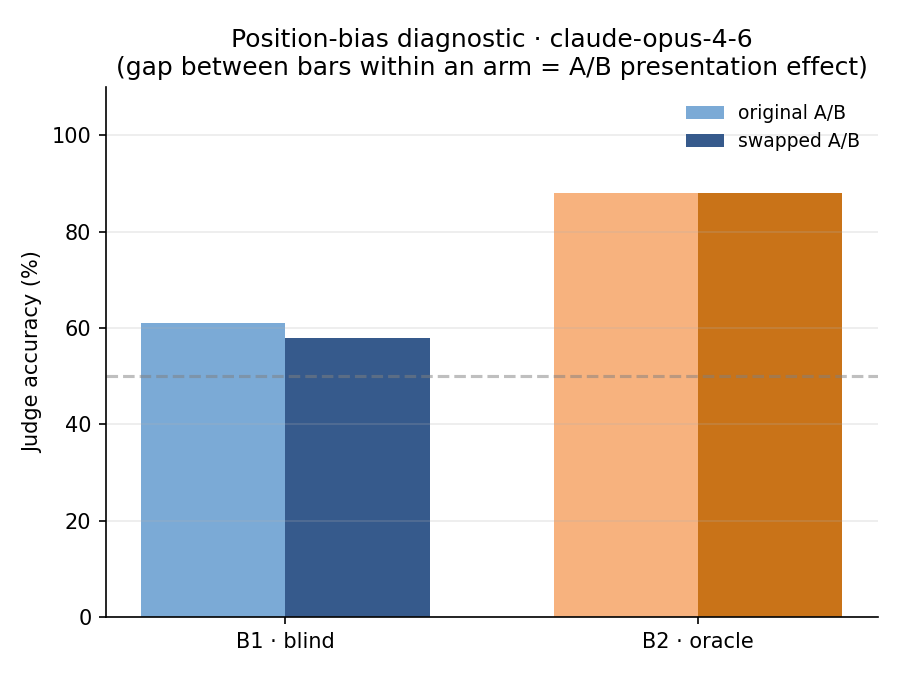 Position-bias diagnostic · claude-opus-4-6
(gap between bars within an arm = A/B presentation effect)
original A/B
swapped A/B
Judge accuracy (%)
100
80
60
40
20
0
B1 · blind
B2 · oracle